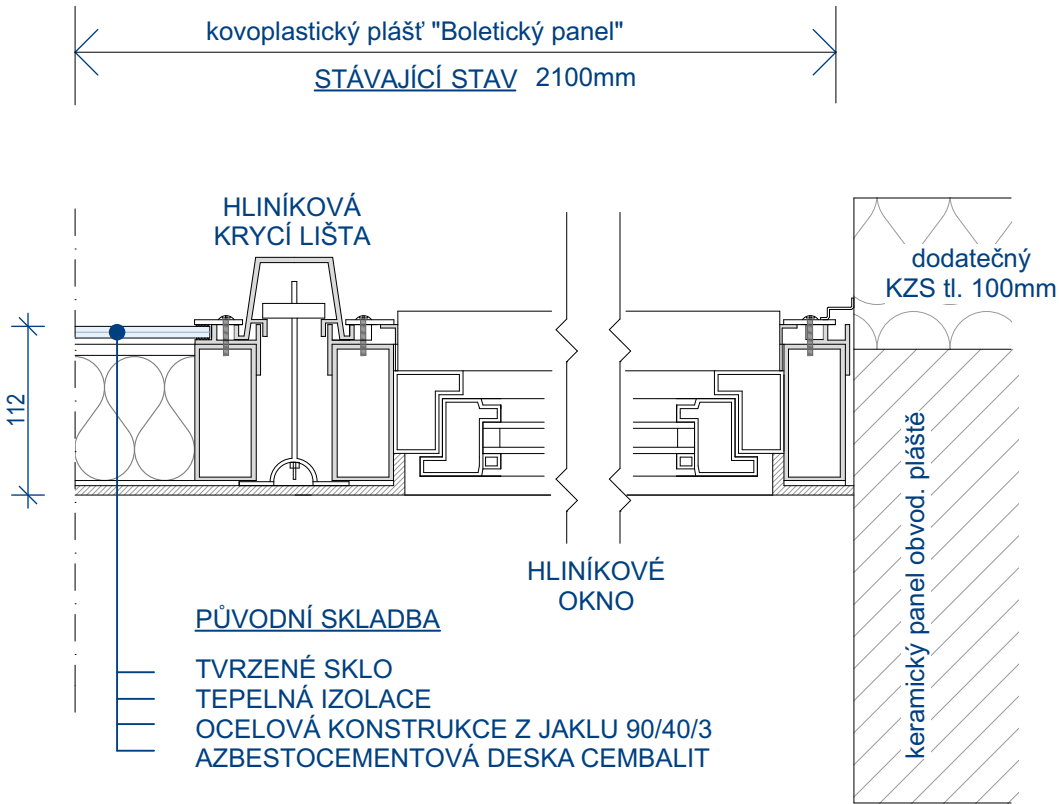 kovoplastický plášť "Boletický panel"
STÁVAJÍCÍ STAV 2100mm
HLINÍKOVÁ
KRYCÍ LIŠTA
dodatečný
KZS tl. 100mm
112
keramický panel obvod. pláště
HLINÍKOVÉ
OKNO
PŮVODNÍ SKLADBA
TVRZENÉ SKLO
TEPELNÁ IZOLACE
OCELOVÁ KONSTRUKCE Z JAKLU 90/40/3
AZBESTOCEMENTOVÁ DESKA CEMBALIT